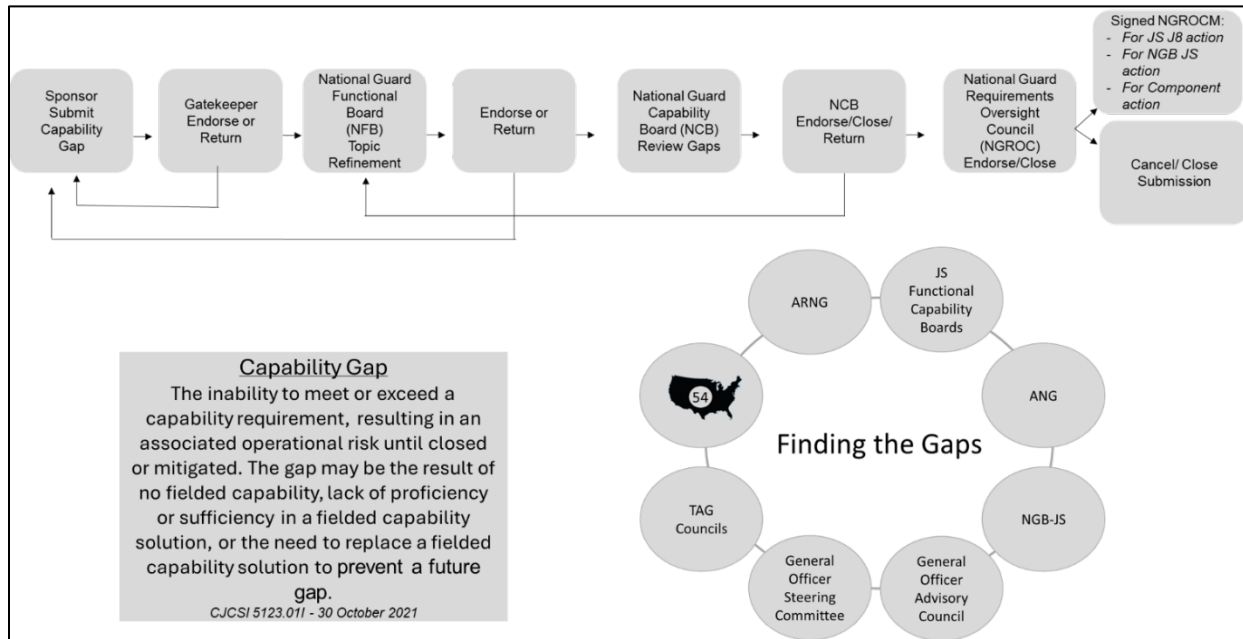 Sponsor
Submit
Capability
Gap
Gatekeeper
Endorse or
Return
National Guard
Functional
Board
(NFB)
Topic
Refinement
Endorse or
Return
National Guard
Capability
Board (NCB)
Review Gaps
NCB
Endorse/Close/
Return
National Guard
Requirements
Oversight
Council
(NGROC)
Endorse/Close
Signed NGROCM:
- For JS J8 action
- For NGB JS
action
- For Component
action
Cancel/ Close
Submission
Capability Gap
The inability to meet or exceed a
capability requirement, resulting in an
associated operational risk until closed
or mitigated. The gap may be the result of
no fielded capability, lack of proficiency
or sufficiency in a fielded capability
solution, or the need to replace a fielded
capability solution to prevent a future
gap.
CJCSI 5123.01I - 30 October 2021
Finding the Gaps
JS
Functional
Capability
Boards
ANG
NGB-JS
General
Officer
Advisory
Council
General
Officer
Steering
Committee
TAG
Councils
54
ARNG